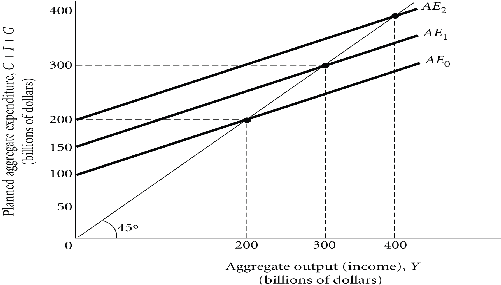 Planned aggregate expenditure, C + I + G
(billions of dollars)
400
300
200
150
100
50
0
AE2
AE1
AE0
45°
200
300
400
Aggregate output (income), Y
(billions of dollars)